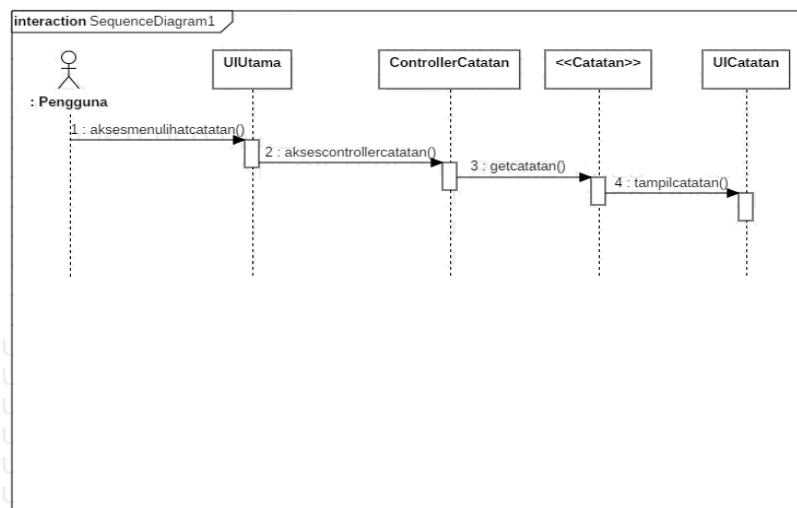 interaction SequenceDiagram1
UIUtama
ControllerCatatan
<<Catatan>>
UICatatan
: Pengguna
1 : aksesmenulihatcatatan()
2 : aksescontrollercatatan()
3 : getcatatan()
4 : tampilcatatan()